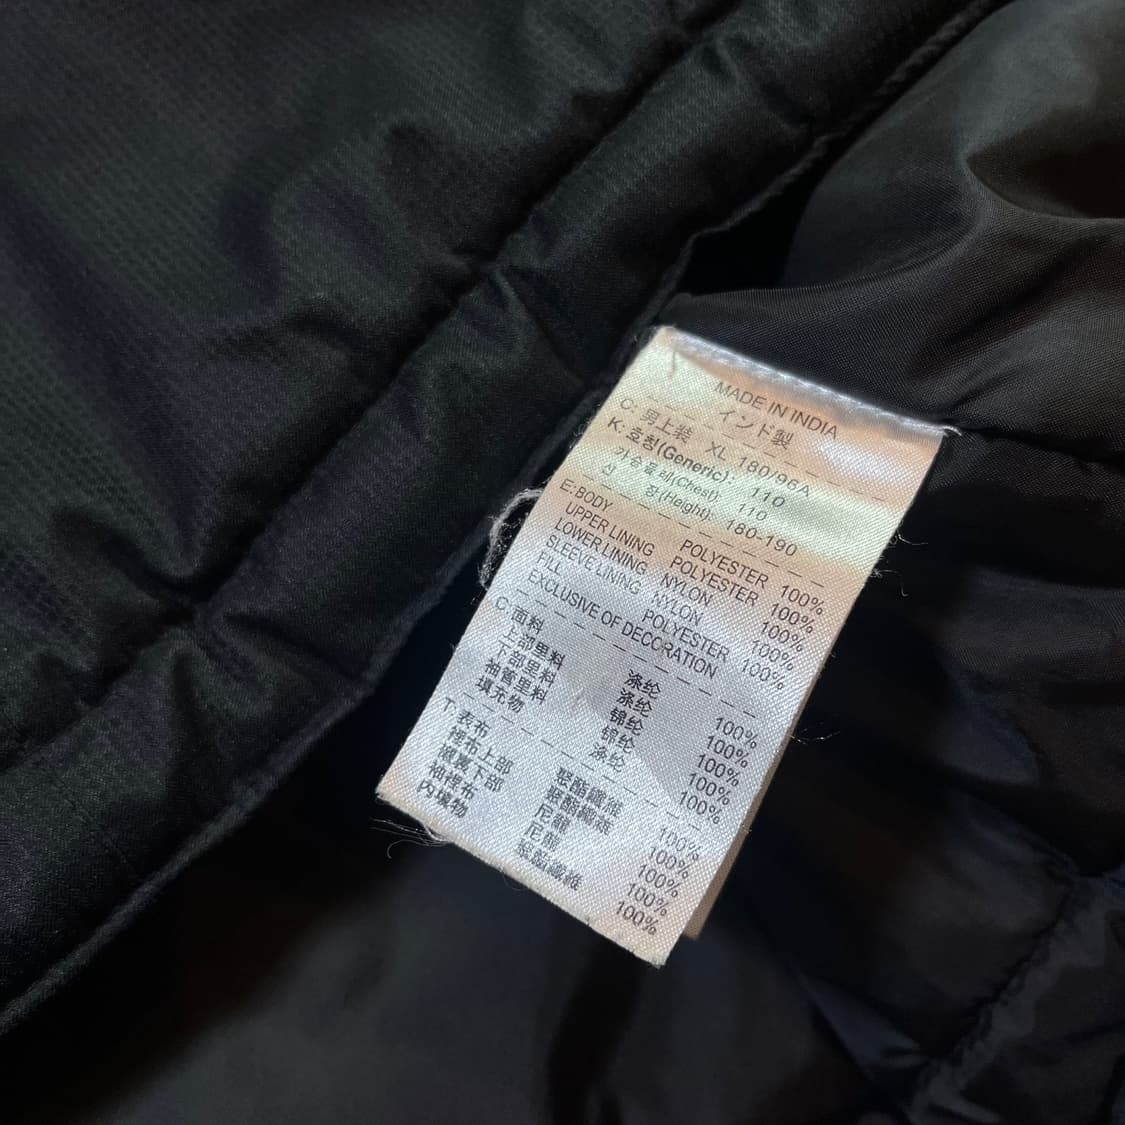 MADE IN INDIA
インド製
C: 男上装 XL 180/96A
K: 호칭(Generic): 110
가슴둘레(Chest): 110
신 장(Height): 180-190
E: BODY POLYESTER 100%
UPPER LINING POLYESTER 100%
LOWER LINING NYLON 100%
SLEEVE LINING NYLON 100%
FILL POLYESTER 100%
EXCLUSIVE OF DECORATION
C: 面料 涤纶 100%
上部里料 涤纶 100%
下部里料 锦纶 100%
袖管里料 锦纶 100%
填充物 涤纶 100%
T: 表布 聚酯纖維 100%
裡布上部 聚酯纖維 100%
下部 尼龍 100%
袖裡布 尼龍 100%
內填物 聚酯纖維 100%